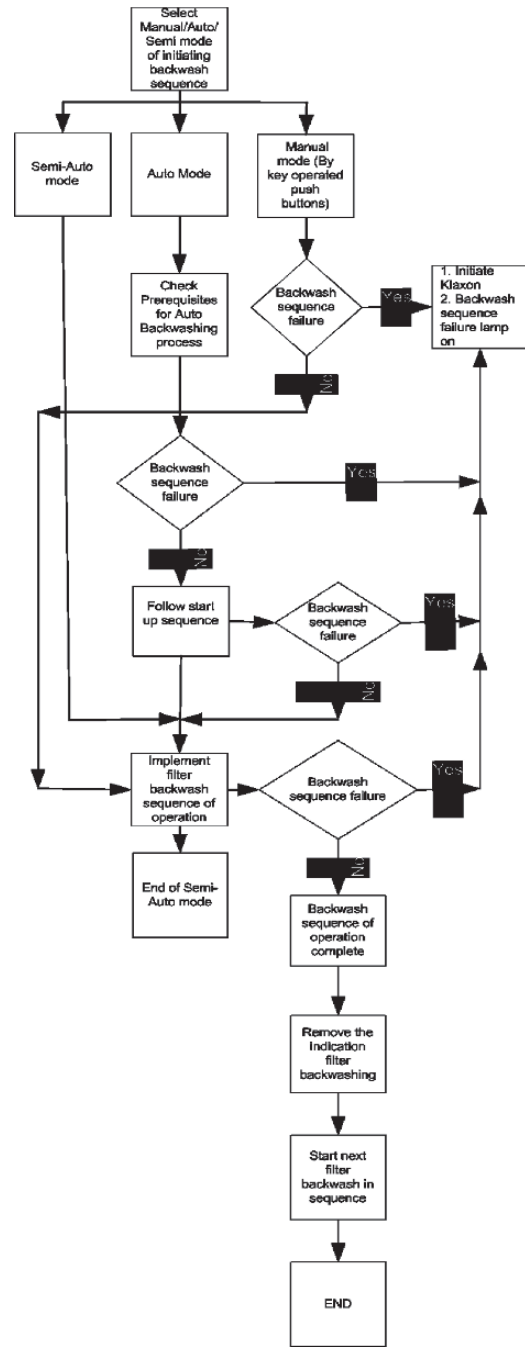 Select
Manual/Auto/
Semi mode
of initiating
backwash
sequence
Semi-Auto
mode
Auto Mode
Manual
mode (By
key operated
push
buttons)
Check
Prerequisites
for Auto
Backwashing
process
Backwash
sequence
failure
Yes
1. Initiate
Klaxon
2. Backwash
sequence
failure lamp
on
No
Backwash
sequence
failure
Yes
No
Follow start
up sequence
Backwash
sequence
failure
Yes
No
Implement
filter
backwash
sequence of
operation
Backwash
sequence failure
Yes
No
End of Semi-
Auto mode
Backwash
sequence of
operation
complete
Remove the
Indication
filter
backwashing
Start next
filter
backwash in
sequence
END